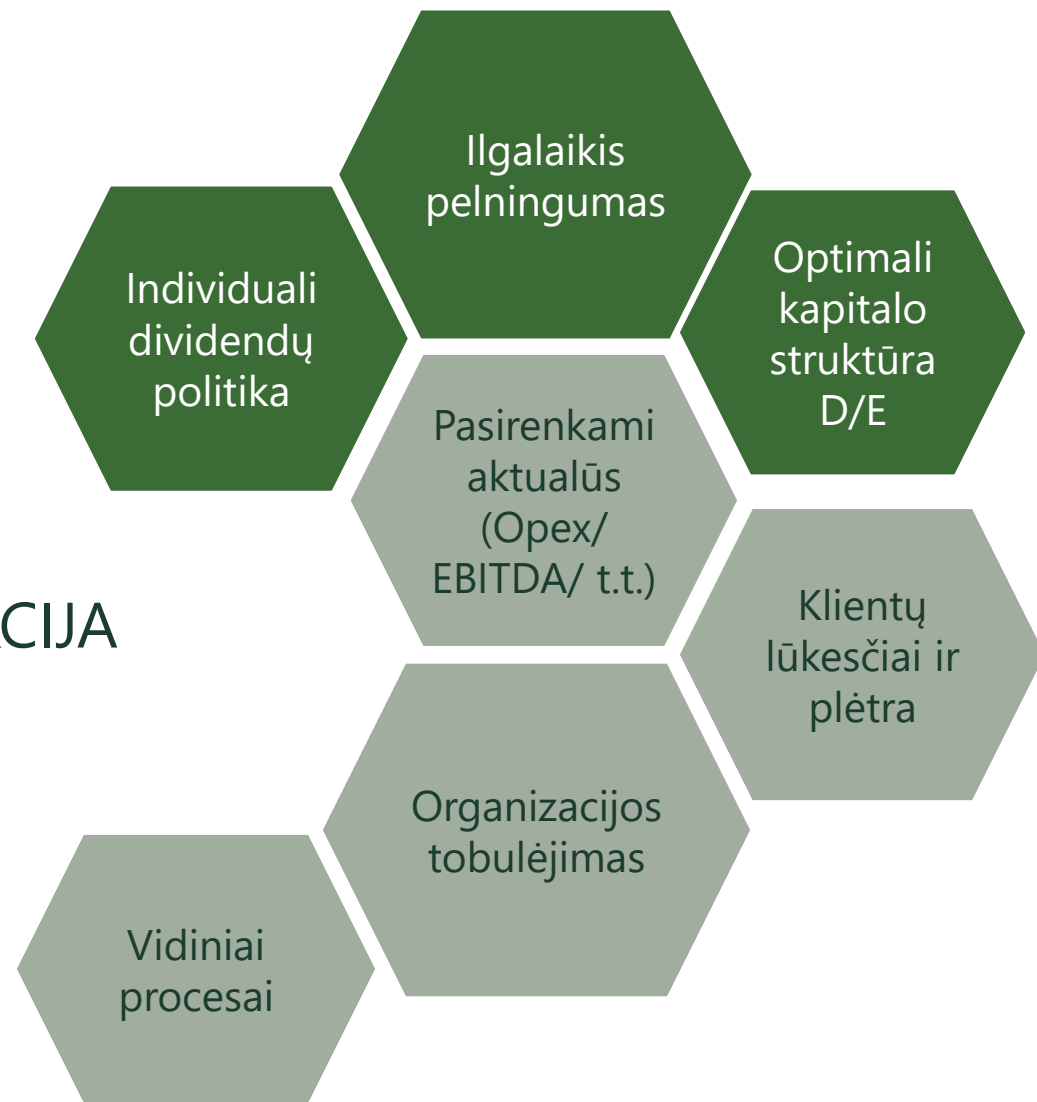 Ilgalaikis
pelningumas
Individuali
dividendų
politika
Optimali
kapitalo
struktūra
D/E
Pasirenkami
aktualūs
(Opex/
EBITDA/ t.t.)
CIJA
Klientų
lūkesčiai ir
plėtra
Organizacijos
tobulėjimas
Vidiniai
procesai